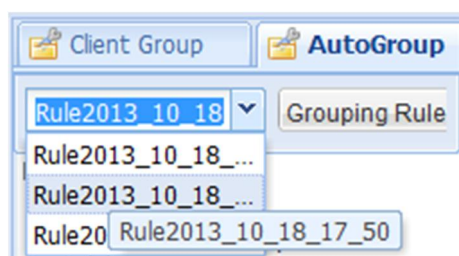 Client Group AutoGroup
Rule2013_10_18 Grouping Rule
Rule2013_10_18_...
Rule2013_10_18_...
Rule20 Rule2013_10_18_17_50